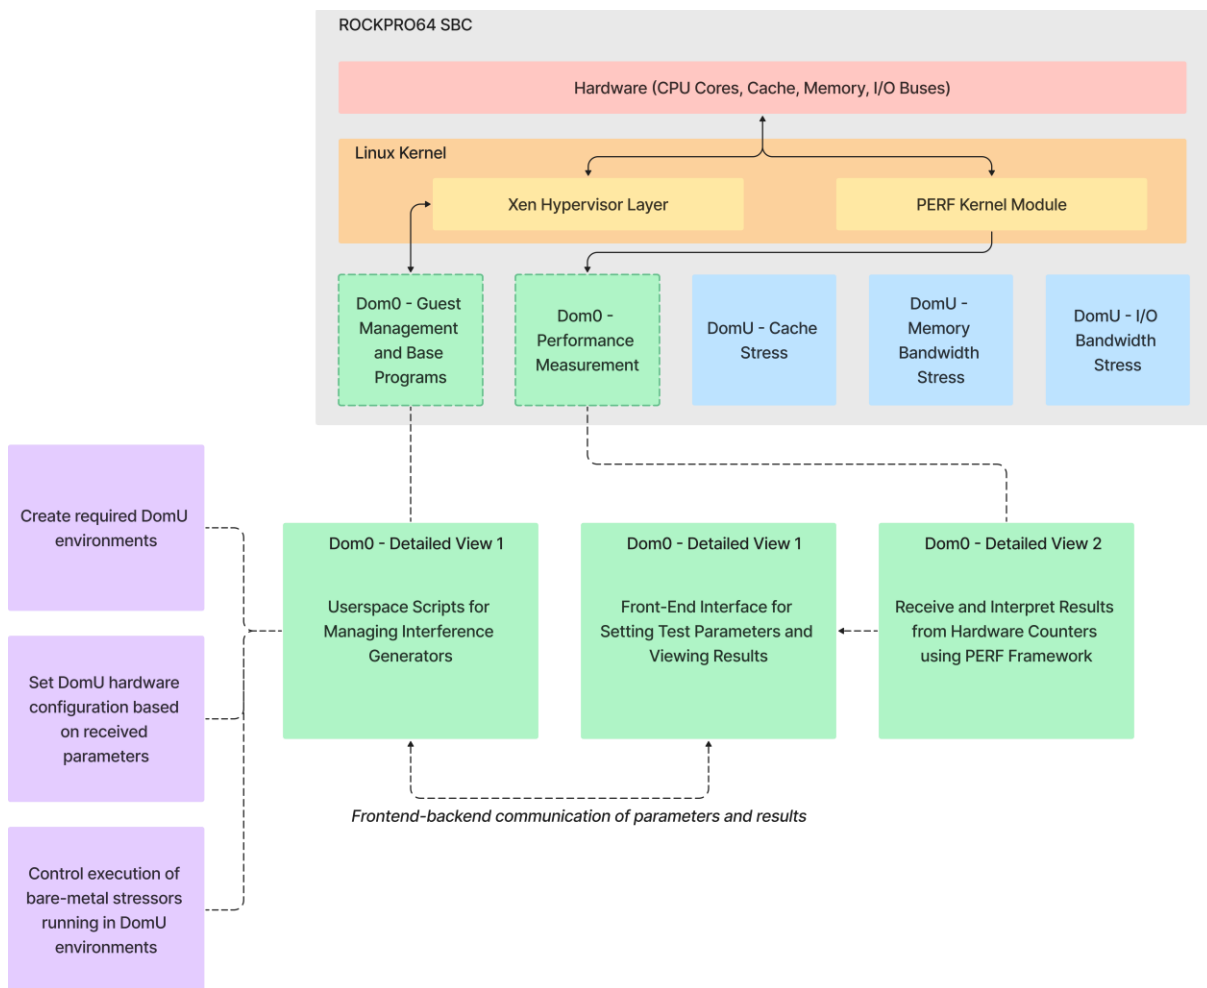 ROCKPRO64 SBC
Hardware (CPU Cores, Cache, Memory, I/O Buses)
Linux Kernel
Xen Hypervisor Layer
PERF Kernel Module
Dom0 - Guest
Management
and Base
Programs
Dom0 -
Performance
Measurement
DomU - Cache
Stress
DomU -
Memory
Bandwidth
Stress
DomU - I/O
Bandwidth
Stress
Create required DomU
environments
Set DomU hardware
configuration based
on received
parameters
Control execution of
bare-metal stressors
running in DomU
environments
Dom0 - Detailed View 1
Userspace Scripts for
Managing Interference
Generators
Dom0 - Detailed View 1
Front-End Interface for
Setting Test Parameters and
Viewing Results
Dom0 - Detailed View 2
Receive and Interpret Results
from Hardware Counters
using PERF Framework
Frontend-backend communication of parameters and results